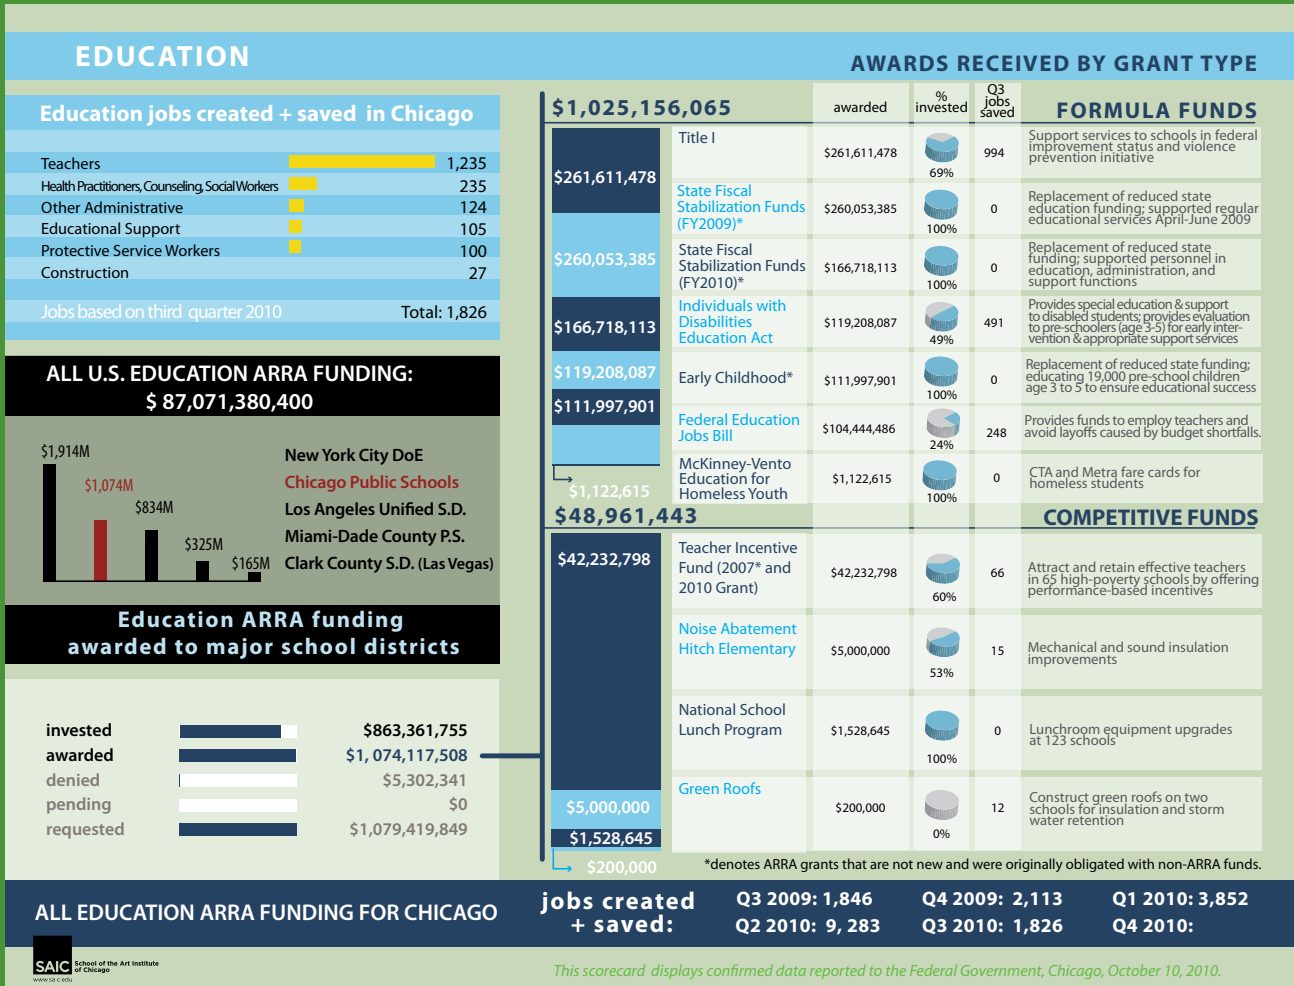 EDUCATION
AWARDS RECEIVED BY GRANT TYPE
Education jobs created + saved in Chicago
Teachers 1,235
Health Practitioners, Counseling, Social Workers 235
Other Administrative 124
Educational Support 105
Protective Service Workers 100
Construction 27
Jobs based on third quarter 2010 Total: 1,826
ALL U.S. EDUCATION ARRA FUNDING:
$ 87,071,380,400
$1,914M
$1,074M
$834M
$325M
$165M
New York City DoE
Chicago Public Schools
Los Angeles Unified S.D.
Miami-Dade County P.S.
Clark County S.D. (Las Vegas)
Education ARRA funding
awarded to major school districts
invested $863,361,755
awarded $1, 074,117,508
denied $5,302,341
pending $0
requested $1,079,419,849
$1,025,156,065
awarded
%
invested
Q3
jobs
saved
FORMULA FUNDS
$261,611,478
$260,053,385
$166,718,113
$119,208,087
$111,997,901
$1,122,615
Title I
$261,611,478
69%
994
Support services to schools in federal
improvement status and violence
prevention initiative
State Fiscal
Stabilization Funds
(FY2009)*
$260,053,385
100%
0
Replacement of reduced state
education funding; supported regular
educational services April-June 2009
State Fiscal
Stabilization Funds
(FY2010)*
$166,718,113
100%
0
Replacement of reduced state
funding; supported personnel in
education, administration, and
support functions
Individuals with
Disabilities
Education Act
$119,208,087
49%
491
Provides special education & support
to disabled students; provides evaluation
to pre-schoolers (age 3-5) for early inter-
vention & appropriate support services
Early Childhood*
$111,997,901
100%
0
Replacement of reduced state funding;
educating 19,000 pre-school children
age 3 to 5 to ensure educational success
Federal Education
Jobs Bill
$104,444,486
24%
248
Provides funds to employ teachers and
avoid layoffs caused by budget shortfalls.
McKinney-Vento
Education for
Homeless Youth
$1,122,615
100%
0
CTA and Metra fare cards for
homeless students
$48,961,443
COMPETITIVE FUNDS
$42,232,798
$5,000,000
$1,528,645
$200,000
Teacher Incentive
Fund (2007* and
2010 Grant)
$42,232,798
60%
66
Attract and retain effective teachers
in 65 high-poverty schools by offering
performance-based incentives
Noise Abatement
Hitch Elementary
$5,000,000
53%
15
Mechanical and sound insulation
improvements
National School
Lunch Program
$1,528,645
100%
0
Lunchroom equipment upgrades
at 123 schools
Green Roofs
$200,000
0%
12
Construct green roofs on two
schools for insulation and storm
water retention
*denotes ARRA grants that are not new and were originally obligated with non-ARRA funds.
ALL EDUCATION ARRA FUNDING FOR CHICAGO
jobs created
+ saved:
Q3 2009: 1,846 Q4 2009: 2,113 Q1 2010: 3,852
Q2 2010: 9, 283 Q3 2010: 1,826 Q4 2010:
SAIC
School of the Art Institute
of Chicago
www.saic.edu
This scorecard displays confirmed data reported to the Federal Government, Chicago, October 10, 2010.